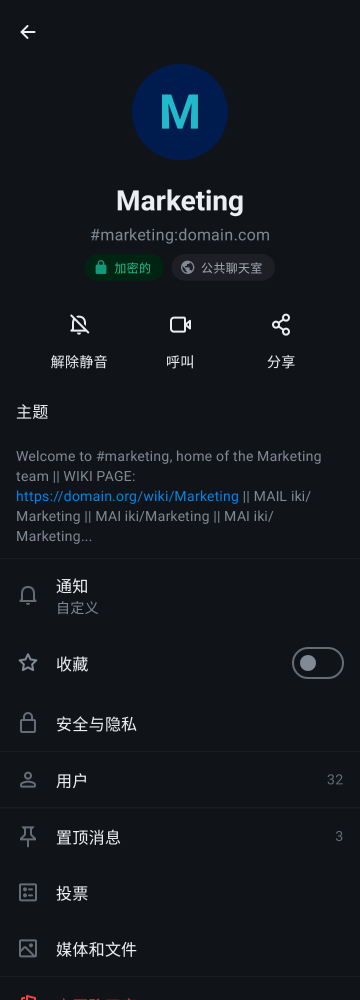 M
Marketing
#marketing:domain.com
加密的
公共聊天室
解除静音
呼叫
分享
主题
Welcome to #marketing, home of the Marketing
team || WIKI PAGE:
https://domain.org/wiki/Marketing || MAIL iki/
Marketing || MAI iki/Marketing || MAI iki/
Marketing...
通知
自定义
收藏
安全与隐私
用户
32
置顶消息
3
投票
媒体和文件